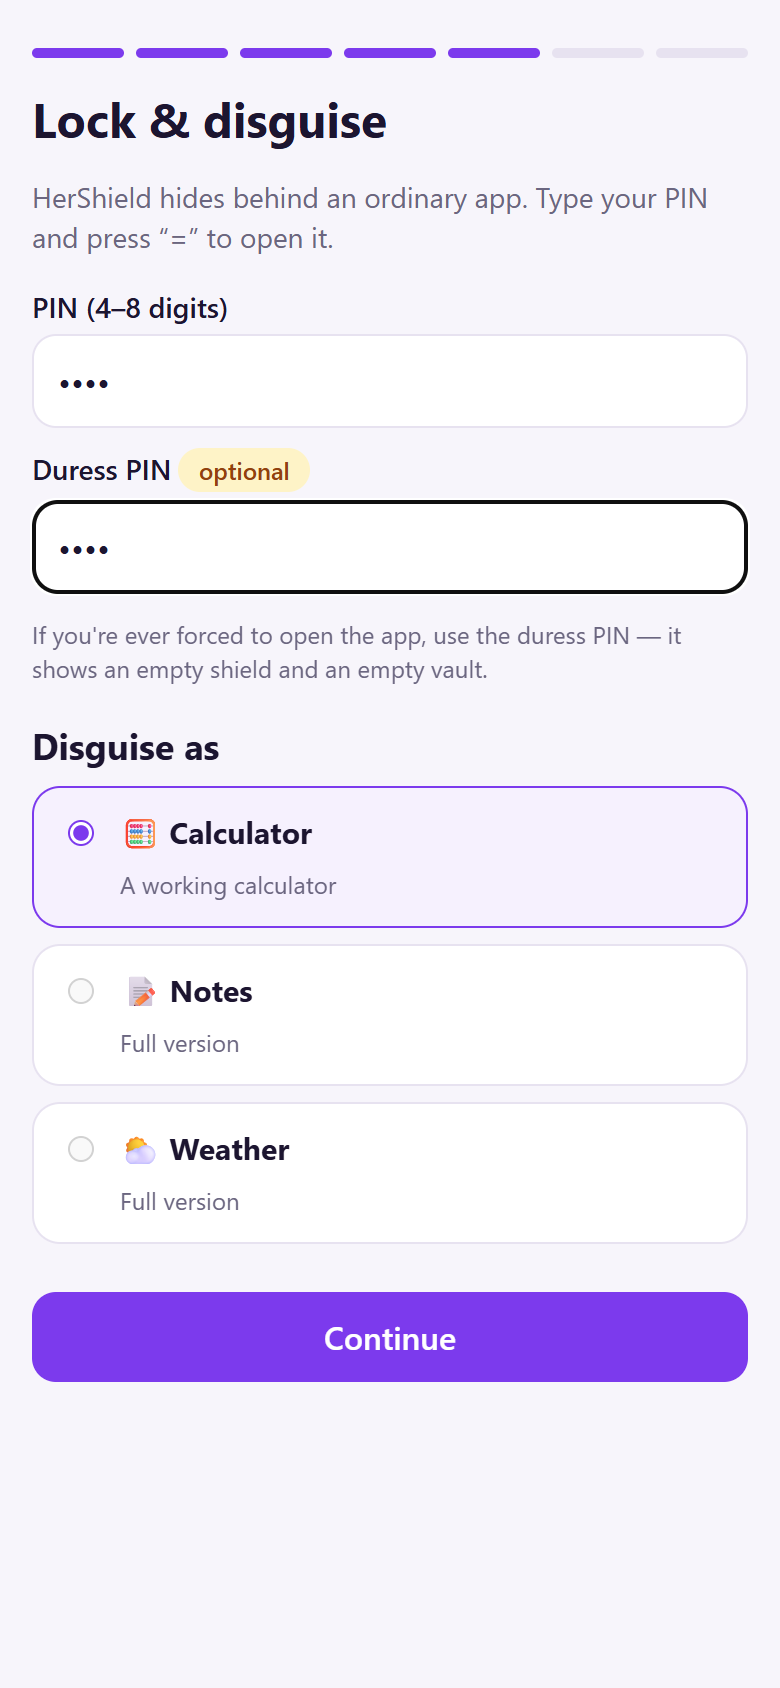 Lock & disguise
HerShield hides behind an ordinary app. Type your PIN
and press “=” to open it.
PIN (4–8 digits)
••••
Duress PIN optional
••••
If you're ever forced to open the app, use the duress PIN — it
shows an empty shield and an empty vault.
Disguise as
Calculator
A working calculator
Notes
Full version
Weather
Full version
Continue